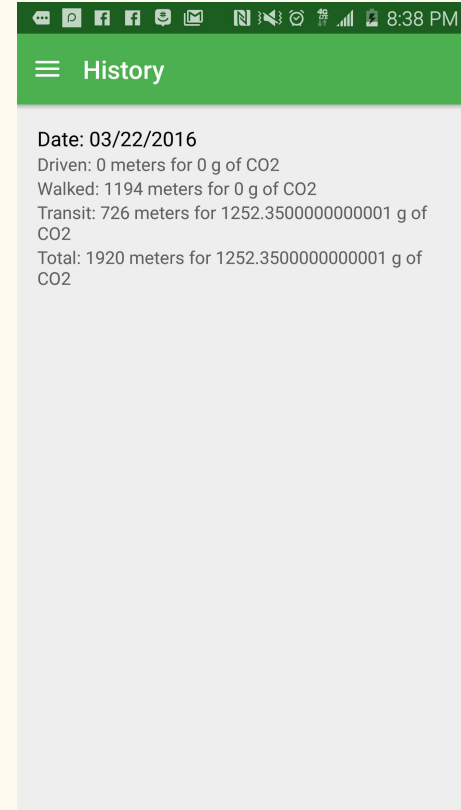 8:38 PM
History
Date: 03/22/2016
Driven: 0 meters for 0 g of CO2
Walked: 1194 meters for 0 g of CO2
Transit: 726 meters for 1252.3500000000001 g of
CO2
Total: 1920 meters for 1252.3500000000001 g of
CO2